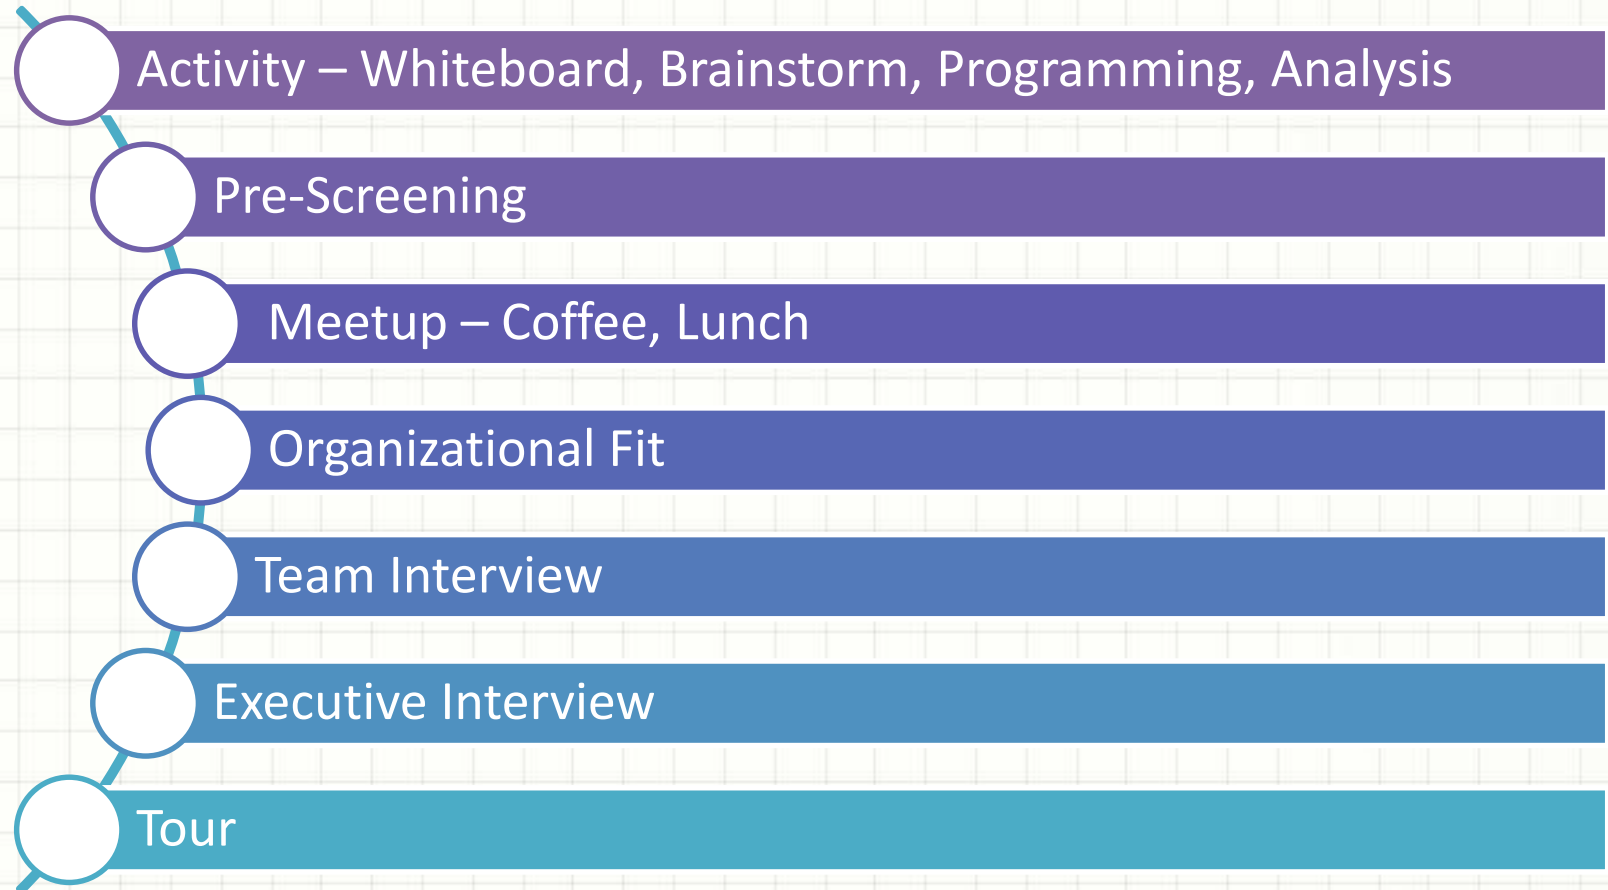 Activity – Whiteboard, Brainstorm, Programming, Analysis
Pre-Screening
Meetup – Coffee, Lunch
Organizational Fit
Team Interview
Executive Interview
Tour